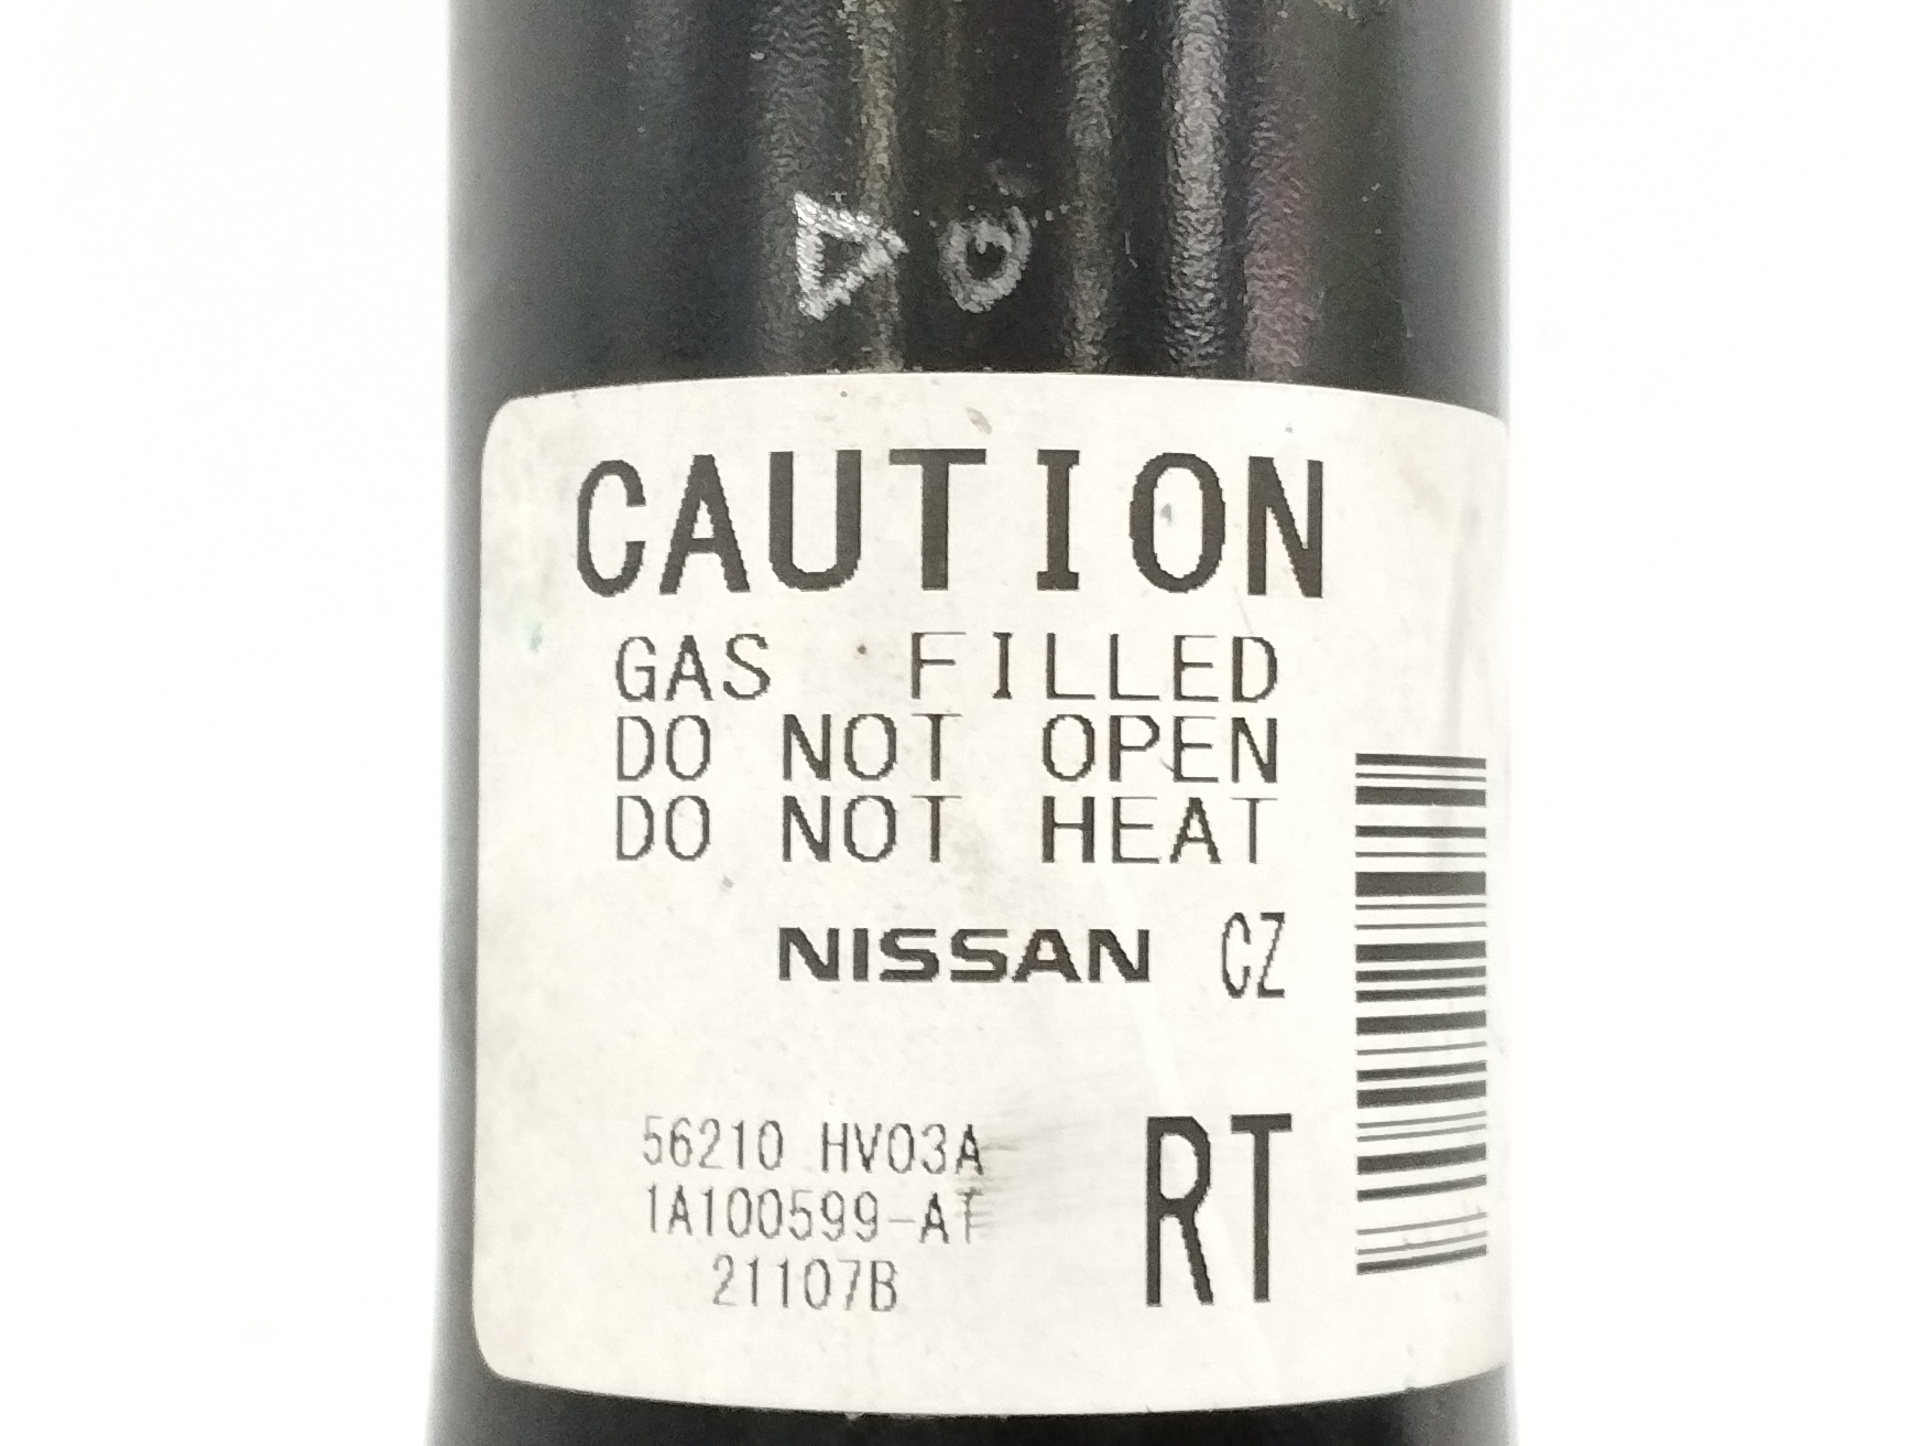 CAUTION
GAS FILLED
DO NOT OPEN
DO NOT HEAT
NISSAN CZ
56210 HV03A
1A100599-AT
21107B
RT